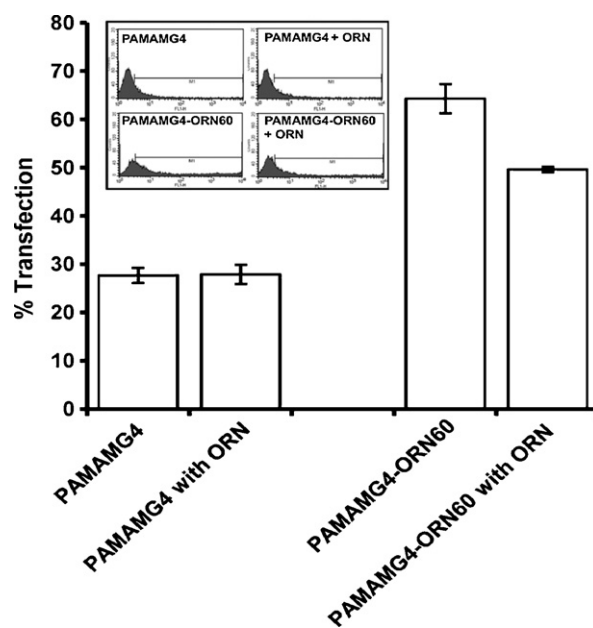 80
70
60
50
40
30
20
10
0
% Transfection
PAMAMG4
PAMAMG4 + ORN
PAMAMG4-ORN60
PAMAMG4-ORN60
+ ORN
PAMAMG4
PAMAMG4 with ORN
PAMAMG4-ORN60
PAMAMG4-ORN60 with ORN